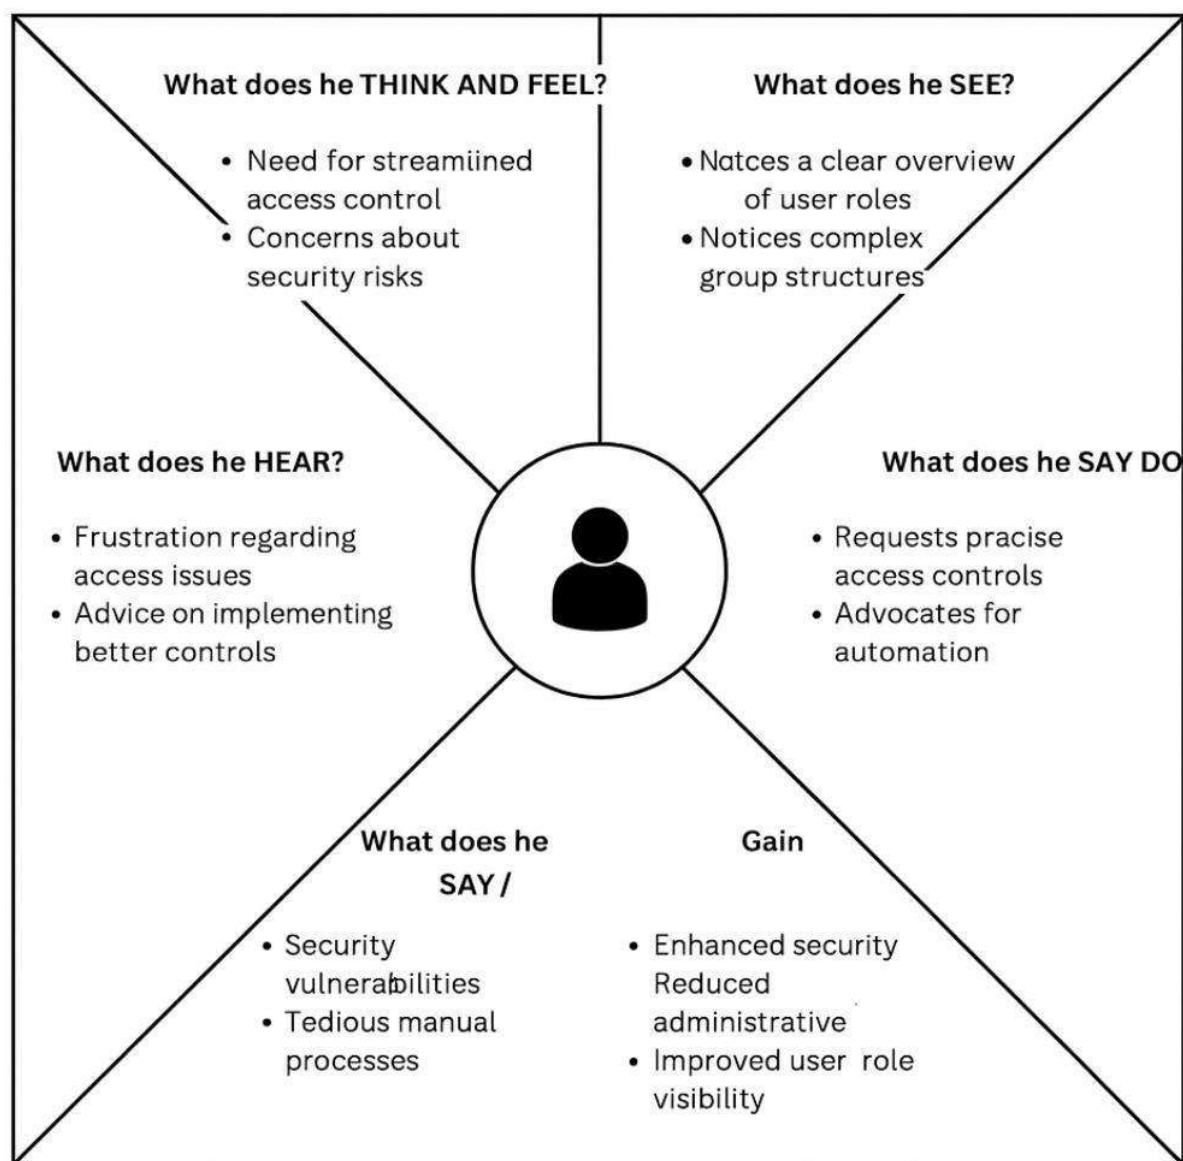 What does he THINK AND FEEL?
• Need for streamiined
access control
• Concerns about
security risks
What does he SEE?
• Natces a clear overview
of user roles
• Notices complex
group structures
What does he HEAR?
• Frustration regarding
access issues
• Advice on implementing
better controls
What does he SAY DO
• Requests pracise
access controls
• Advocates for
automation
What does he
SAY /
• Security
vulnerabilities
• Tedious manual
processes
Gain
• Enhanced security
Reduced
administrative
• Improved user role
visibility